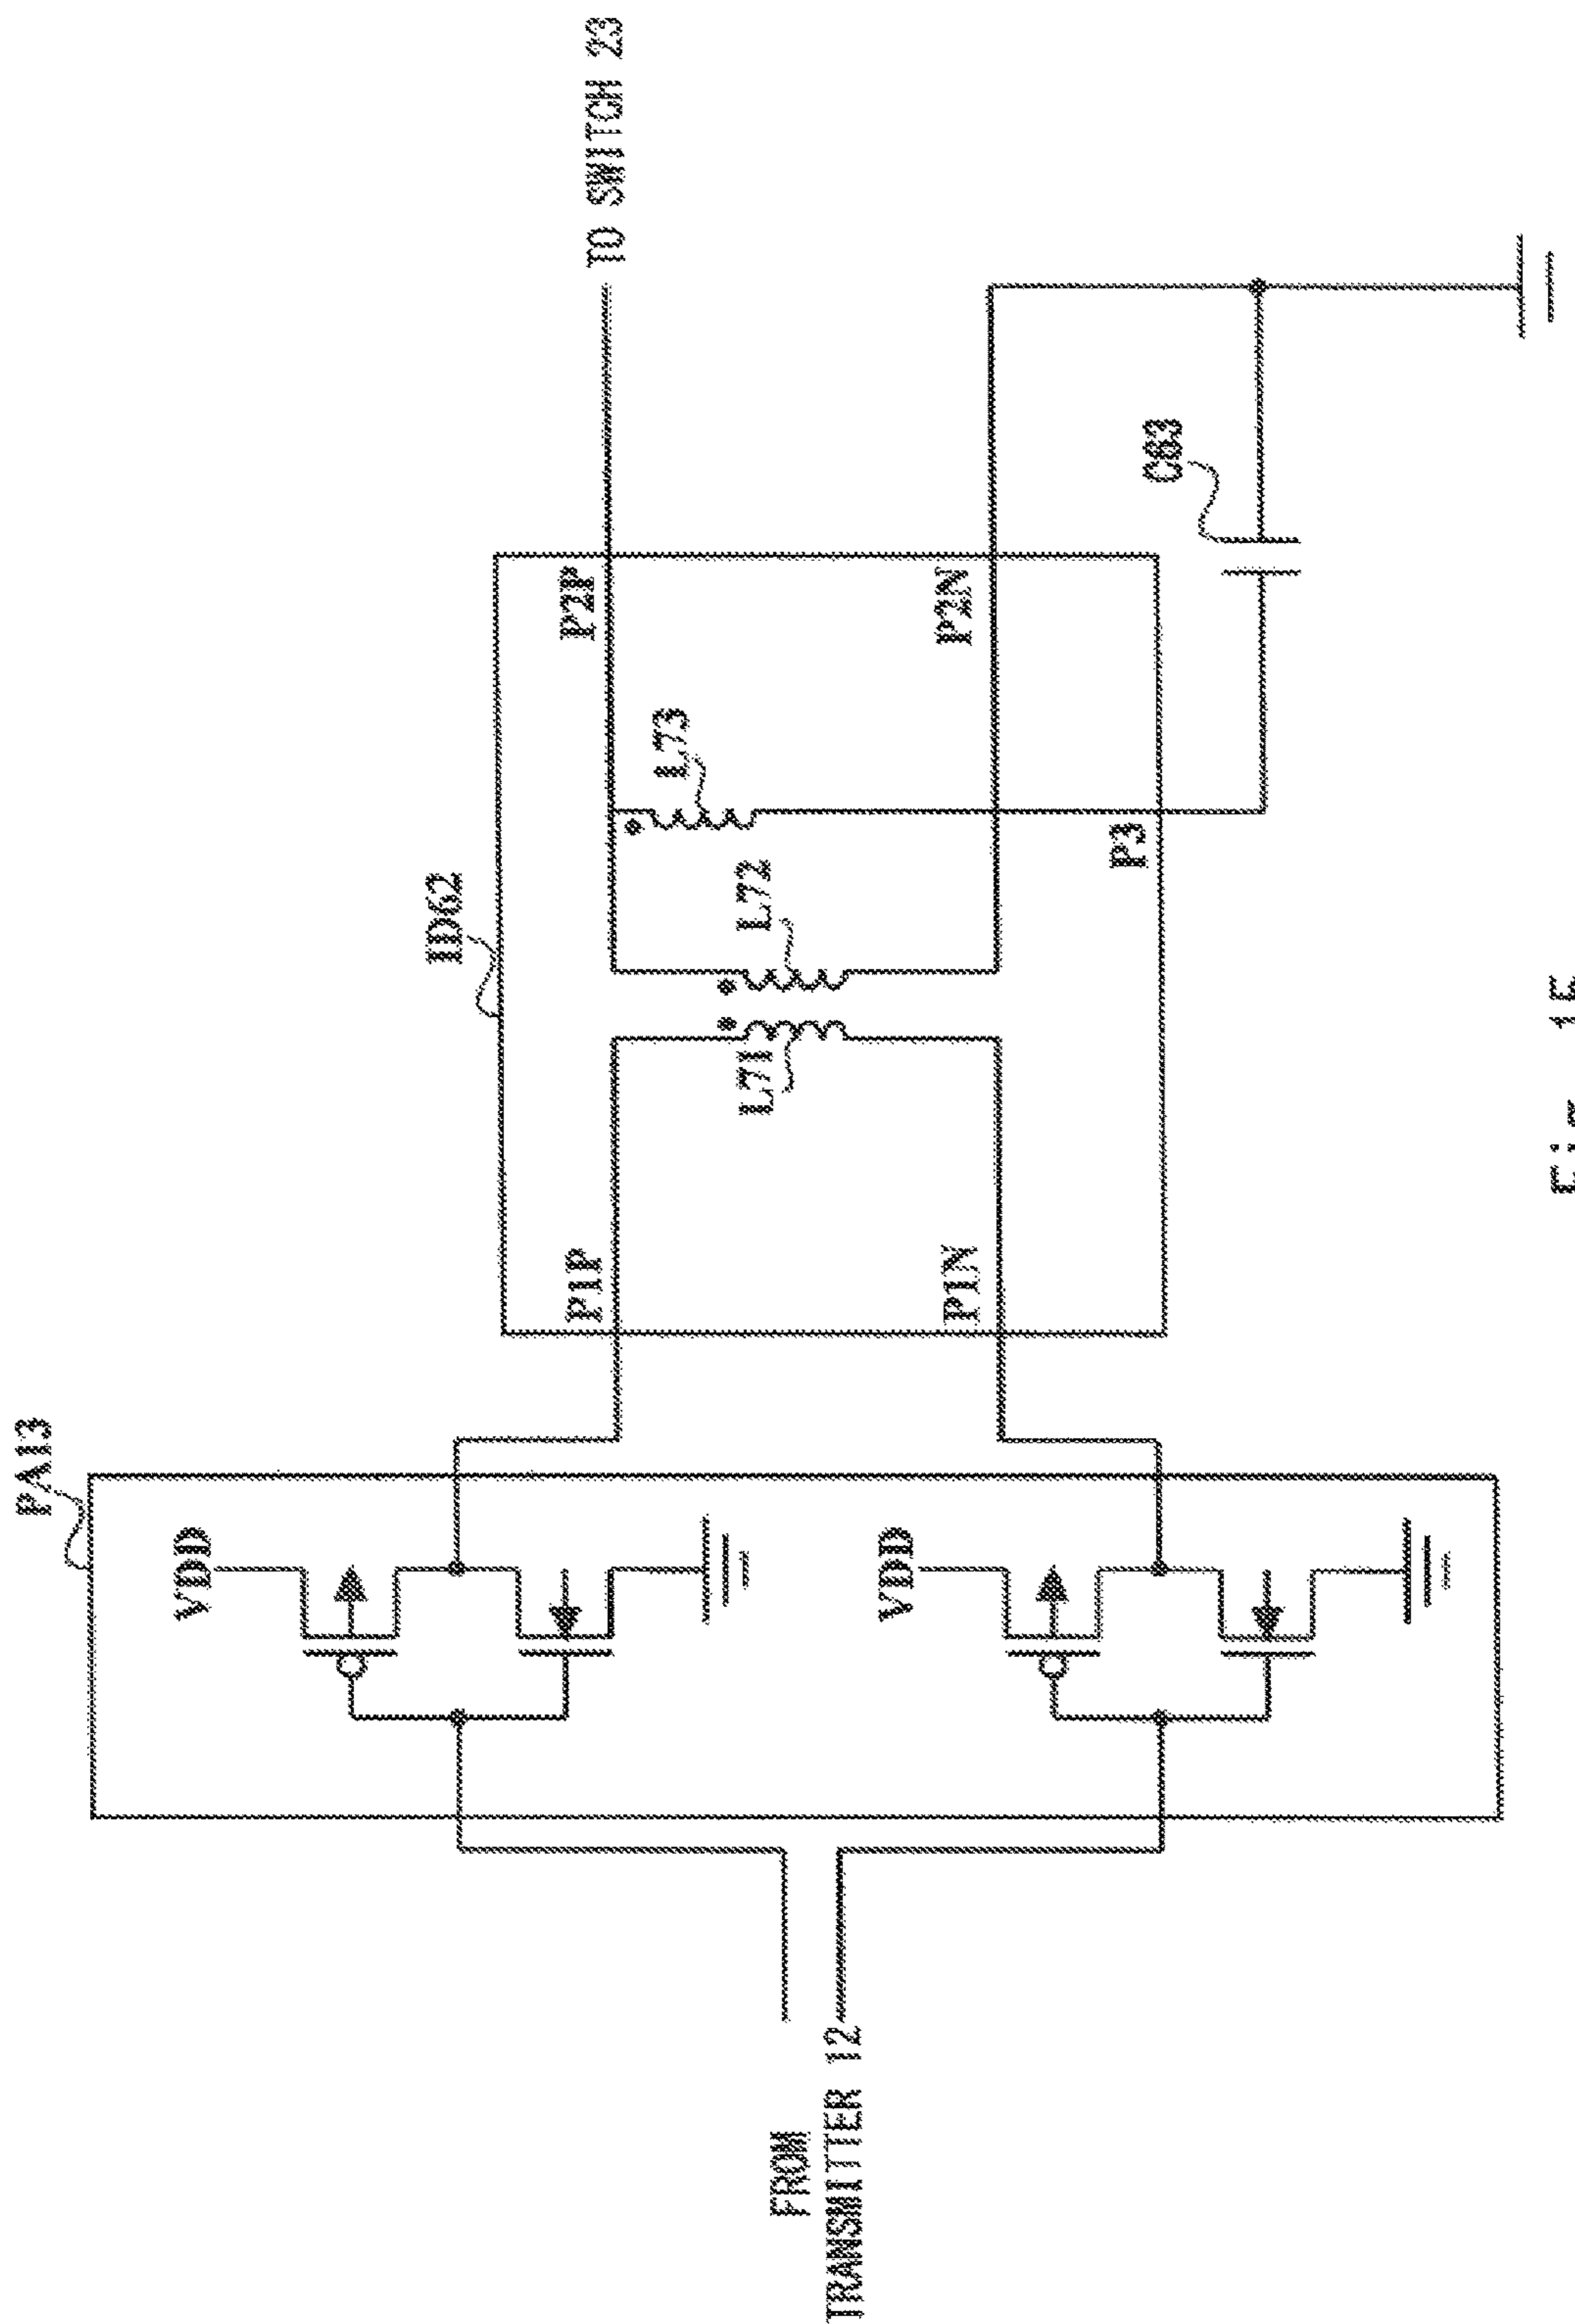 PA13
VDD
VDD
FROM
TRANSMITTER 12
ID62
P1P
P1N
L71
L72
L73
P2P
P2N
P3
C83
TO SWITCH 23